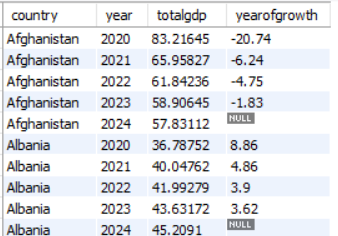 country year totalgdp yearofgrowth
Afghanistan 2020 83.21645 -20.74
Afghanistan 2021 65.95827 -6.24
Afghanistan 2022 61.84236 -4.75
Afghanistan 2023 58.90645 -1.83
Afghanistan 2024 57.83112 NULL
Albania 2020 36.78752 8.86
Albania 2021 40.04762 4.86
Albania 2022 41.99279 3.9
Albania 2023 43.63172 3.62
Albania 2024 45.2091 NULL